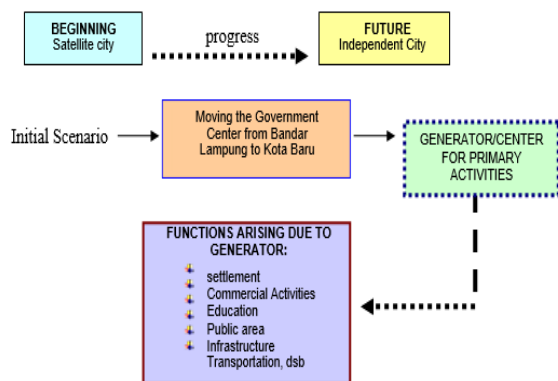 BEGINNING
Satellite city
progress
FUTURE
Independent City
Initial Scenario
Moving the Government
Center from Bandar
Lampung to Kota Baru
GENERATOR/CENTER
FOR PRIMARY
ACTIVITIES
FUNCTIONS ARISING DUE TO
GENERATOR:
settlement
Commercial Activities
Education
Public area
Infrastructure
Transportation, dsb